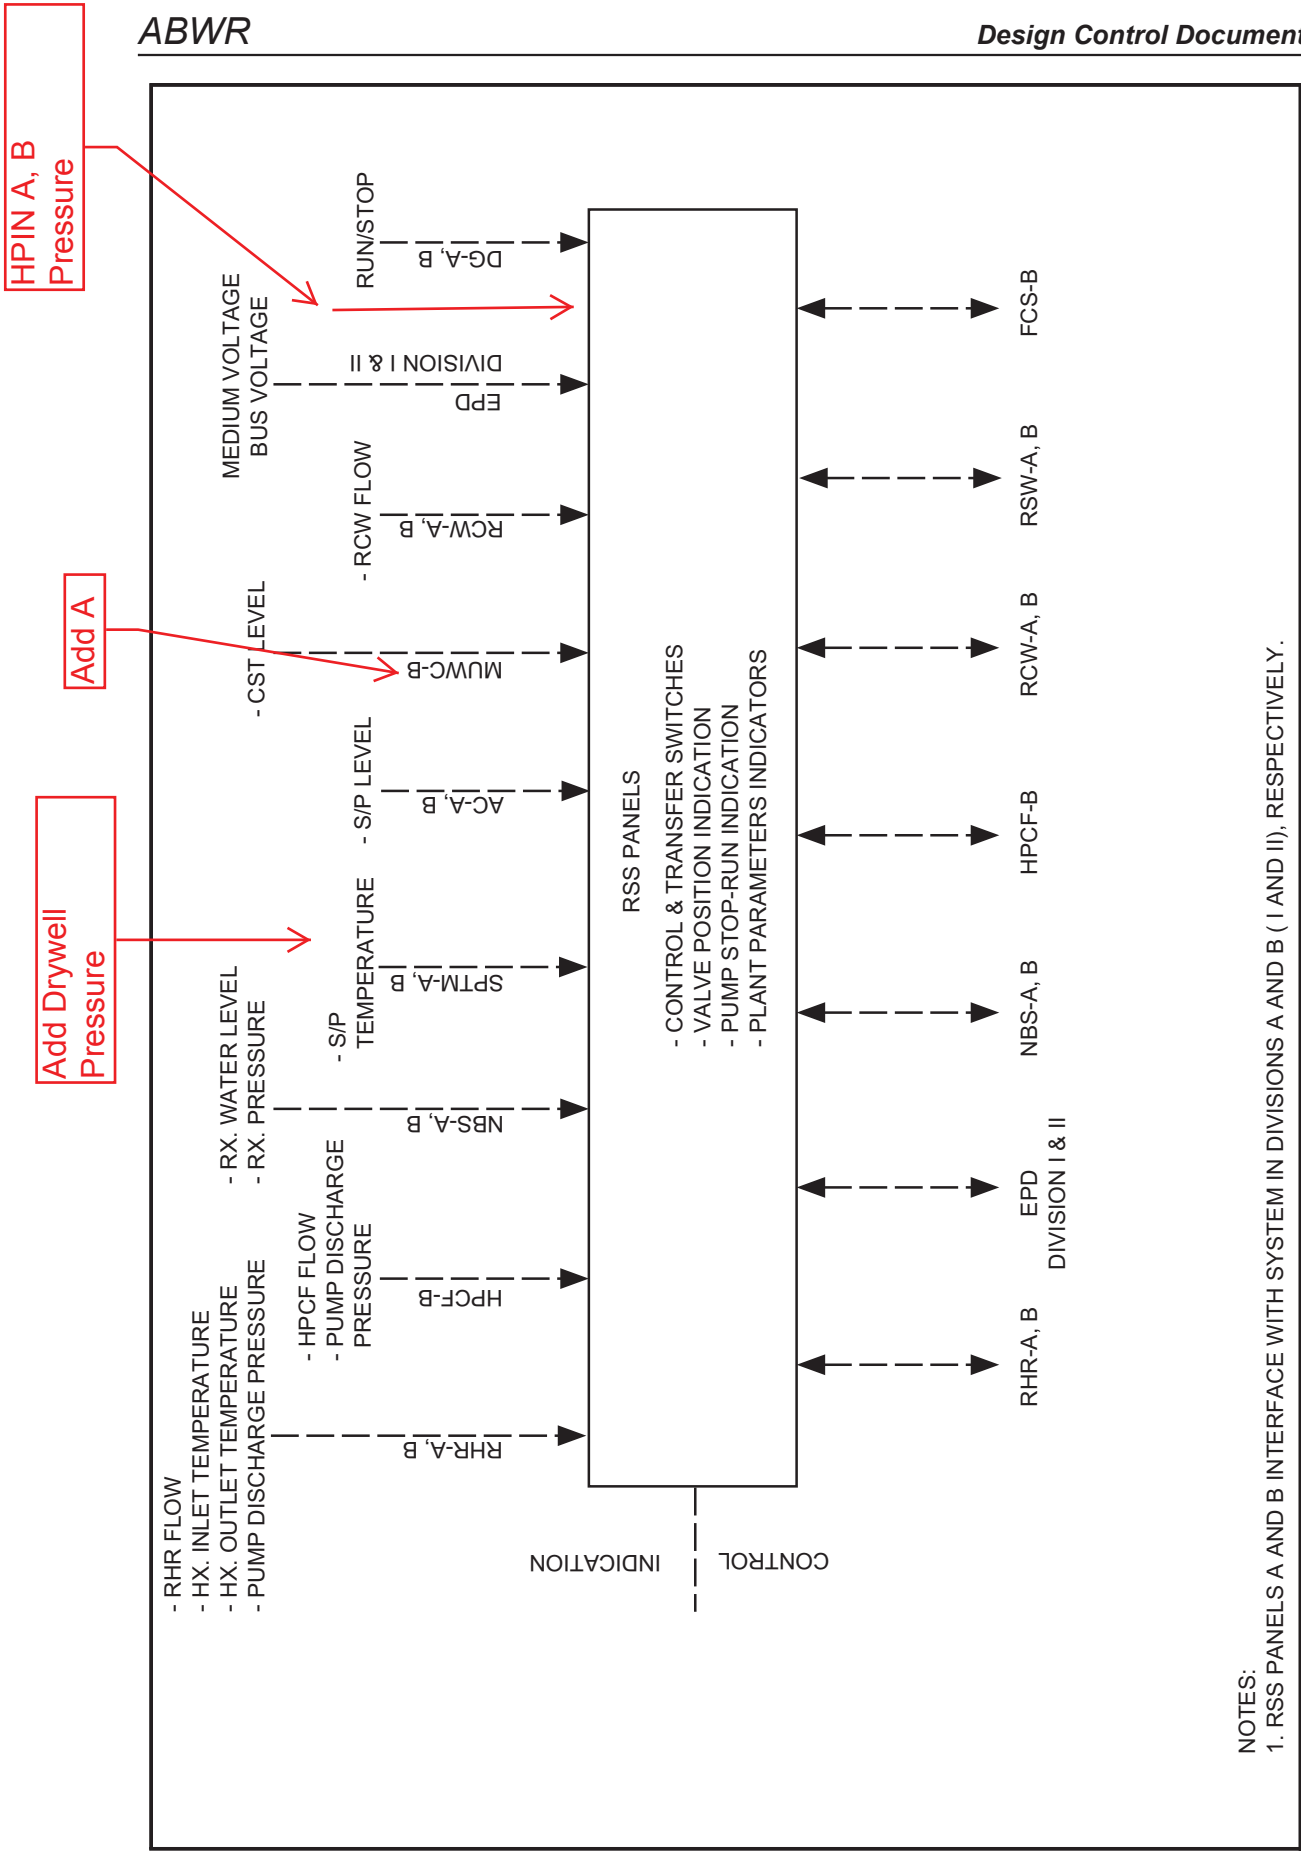 ABWR
Design Control Document
HPIN A, B
Pressure
Add A
Add Drywell
Pressure
- RHR FLOW
- HX. INLET TEMPERATURE
- HX. OUTLET TEMPERATURE
- PUMP DISCHARGE PRESSURE
RHR-A, B
- HPCF FLOW
- PUMP DISCHARGE
PRESSURE
HPCF-B
- RX. WATER LEVEL
- RX. PRESSURE
NBS-A, B
- S/P
TEMPERATURE
SPTM-A, B
- S/P LEVEL
AC-A, B
- CST LEVEL
MUWC-B
- RCW FLOW
RCW-A, B
MEDIUM VOLTAGE
BUS VOLTAGE
EPD
DIVISION I & II
RUN/STOP
DG-A, B
INDICATION
CONTROL
RSS PANELS
- CONTROL & TRANSFER SWITCHES
- VALVE POSITION INDICATION
- PUMP STOP-RUN INDICATION
- PLANT PARAMETERS INDICATORS
RHR-A, B
EPD
DIVISION I & II
NBS-A, B
HPCF-B
RCW-A, B
RSW-A, B
FCS-B
NOTES:
1. RSS PANELS A AND B INTERFACE WITH SYSTEM IN DIVISIONS A AND B ( I AND II), RESPECTIVELY.